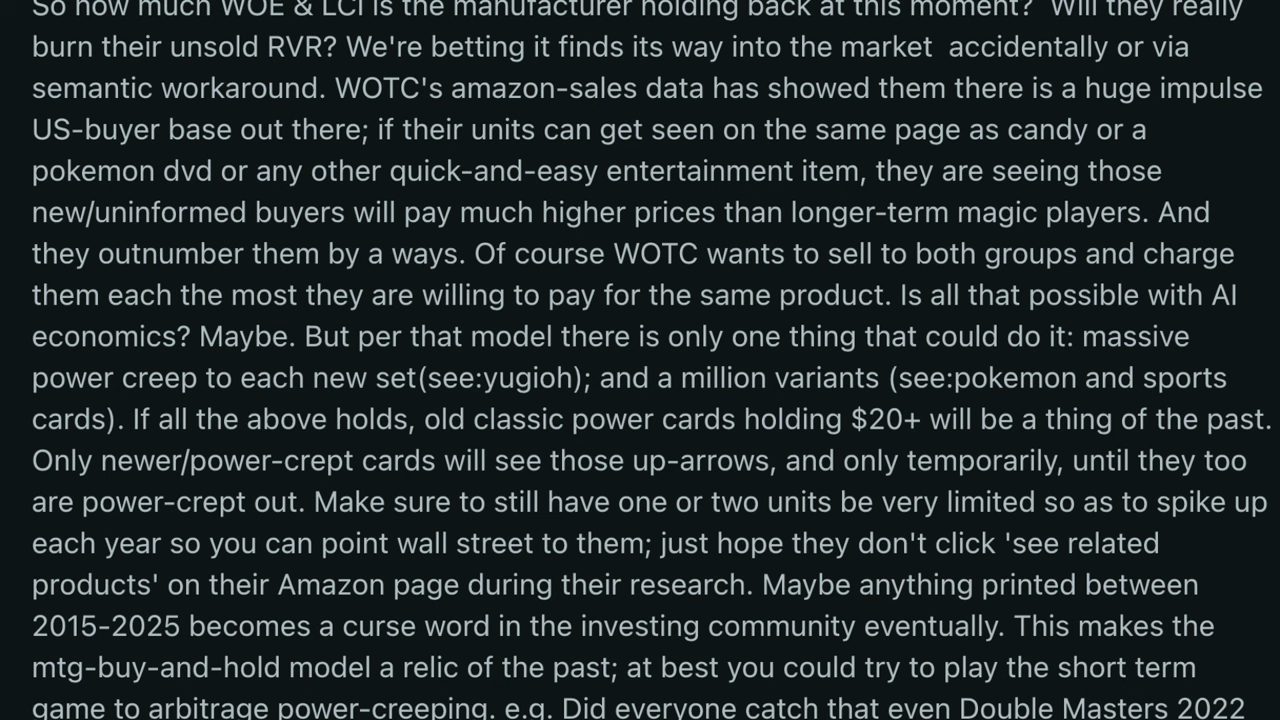 So how much WOE & LCI is the manufacturer holding back at this moment?  Will they really
burn their unsold RVR? We're betting it finds its way into the market  accidentally or via
semantic workaround. WOTC's amazon-sales data has showed them there is a huge impulse
US-buyer base out there; if their units can get seen on the same page as candy or a
pokemon dvd or any other quick-and-easy entertainment item, they are seeing those
new/uninformed buyers will pay much higher prices than longer-term magic players. And
they outnumber them by a ways. Of course WOTC wants to sell to both groups and charge
them each the most they are willing to pay for the same product. Is all that possible with AI
economics? Maybe. But per that model there is only one thing that could do it: massive
power creep to each new set(see:yugioh); and a million variants (see:pokemon and sports
cards). If all the above holds, old classic power cards holding $20+ will be a thing of the past.
Only newer/power-crept cards will see those up-arrows, and only temporarily, until they too
are power-crept out. Make sure to still have one or two units be very limited so as to spike up
each year so you can point wall street to them; just hope they don't click 'see related
products' on their Amazon page during their research. Maybe anything printed between
2015-2025 becomes a curse word in the investing community eventually. This makes the
mtg-buy-and-hold model a relic of the past; at best you could try to play the short term
game to arbitrage power-creeping. e.g. Did everyone catch that even Double Masters 2022